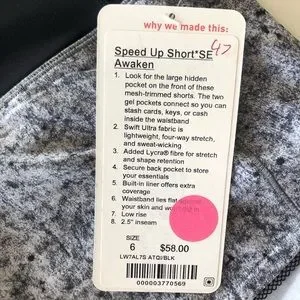 why we made this:
47
Speed Up Short*SE
Awaken
1. Look for the large hidden
pocket on the front of these
mesh-trimmed shorts. The two
gel pockets connect so you can
stash cards, keys, or cash
inside the waistband
2. Swift Ultra fabric is
lightweight, four-way stretch,
and sweat-wicking
3. Added Lycra® fibre for stretch
and shape retention
4. Secure back pocket to store
your essentials
5. Built-in liner offers extra
coverage
6. Waistband lies flat
your skin and
7. Low rise
8. 2.5" inseam
SIZE
6 $58.00
LW7AL7S ATQ/BLK
000003770569